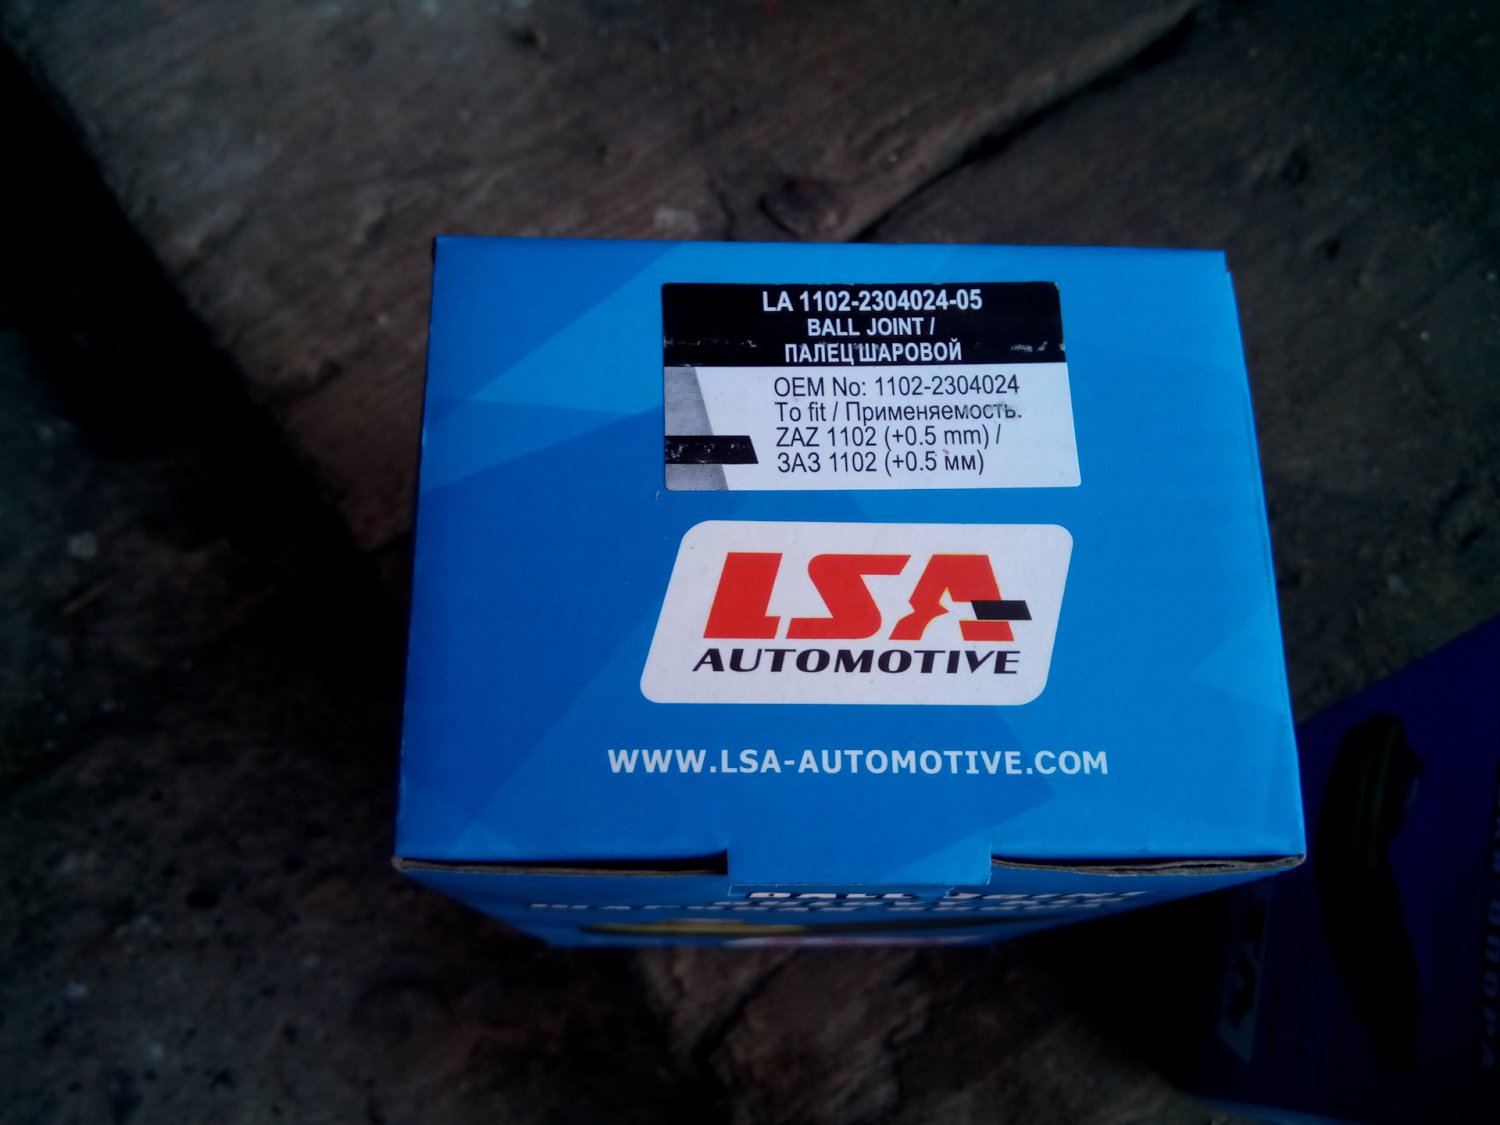 LA 1102-2304024-05
BALL JOINT /
ПАЛЕЦ ШАРОВОЙ
OEM No: 1102-2304024
To fit / Применяемость.
ZAZ 1102 (+0.5 mm) /
ЗАЗ 1102 (+0.5 мм)
LSA
AUTOMOTIVE
WWW.LSA-AUTOMOTIVE.COM
BALL JOINT